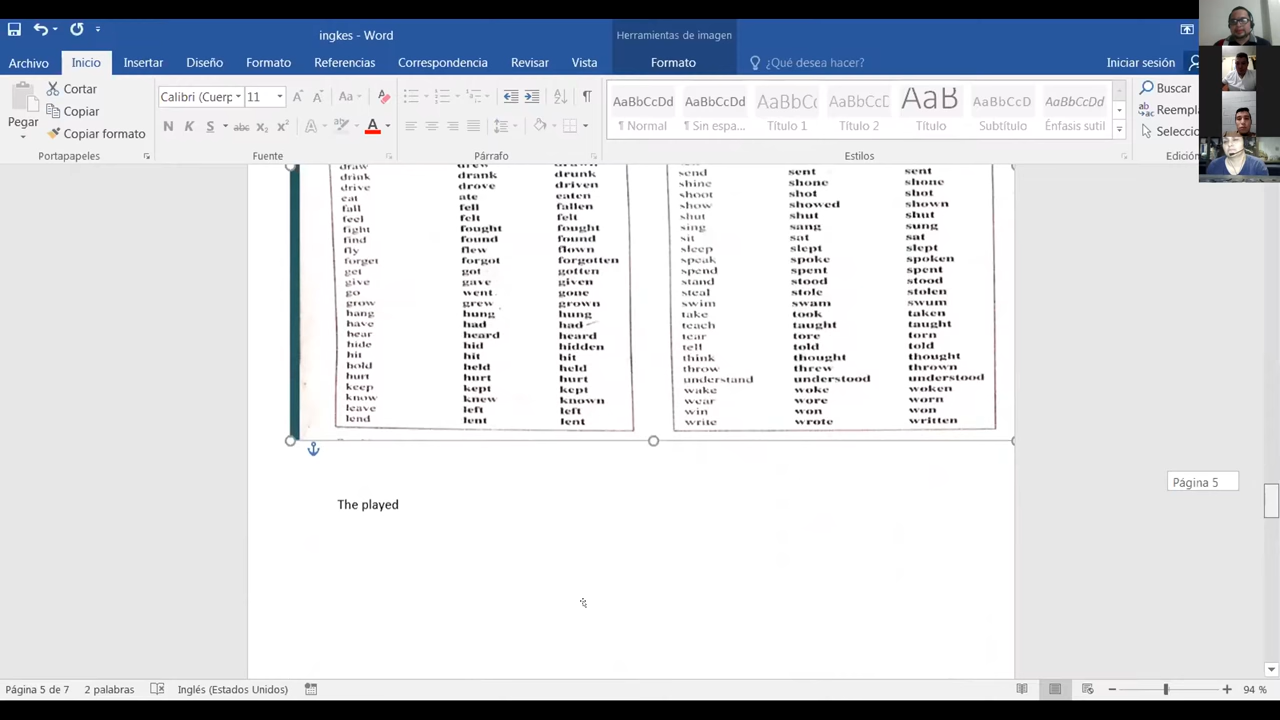 ingkes - Word
Herramientas de imagen
Archivo Inicio Insertar Diseño Formato Referencias Correspondencia Revisar Vista Formato ¿Qué desea hacer? Iniciar sesión
Pegar
Cortar
Copiar
Copiar formato
Portapapeles
Calibri (Cuerp 11
N K S abc x₂ x²
Fuente
Párrafo
AaBbCcDd AaBbCcDd AaBbCc AaBbCcE AaB AaBbCcD AaBbCcDd
¶ Normal ¶ Sin espa... Título 1 Título 2 Título Subtítulo Énfasis sutil
Estilos
Buscar
Reempla
Selecció
Edición
draw drew drawn
drink drank drunk
drive drove driven
eat ate eaten
fall fell fallen
feel felt felt
fight fought fought
find found found
fly flew flown
forget forgot forgotten
get got gotten
give gave given
go went gone
grow grew grown
hang hung hung
have had had
hear heard heard
hide hid hidden
hit hit hit
hold held held
hurt hurt hurt
keep kept kept
know knew known
leave left left
lend lent lent
send sent sent
shine shone shone
shoot shot shot
show showed shown
shut shut shut
sing sang sung
sit sat sat
sleep slept slept
speak spoke spoken
spend spent spent
stand stood stood
steal stole stolen
swim swam swum
take took taken
teach taught taught
tear tore torn
tell told told
think thought thought
throw threw thrown
understand understood understood
wake woke woken
wear wore worn
win won won
write wrote written
The played
Página 5
Página 5 de 7 2 palabras Inglés (Estados Unidos) 94 %